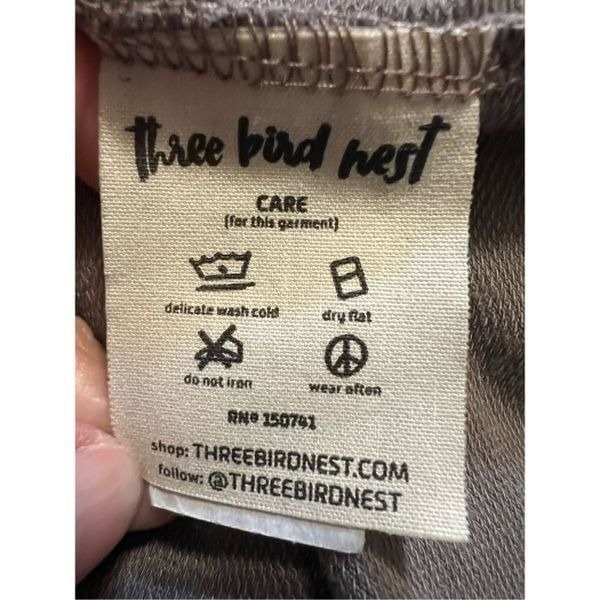 three bird nest
CARE
(for this garment)
delicate wash cold
dry flat
do not iron
wear often
RN# 150741
shop: THREEBIRDNEST.COM
follow: @THREEBIRDNEST